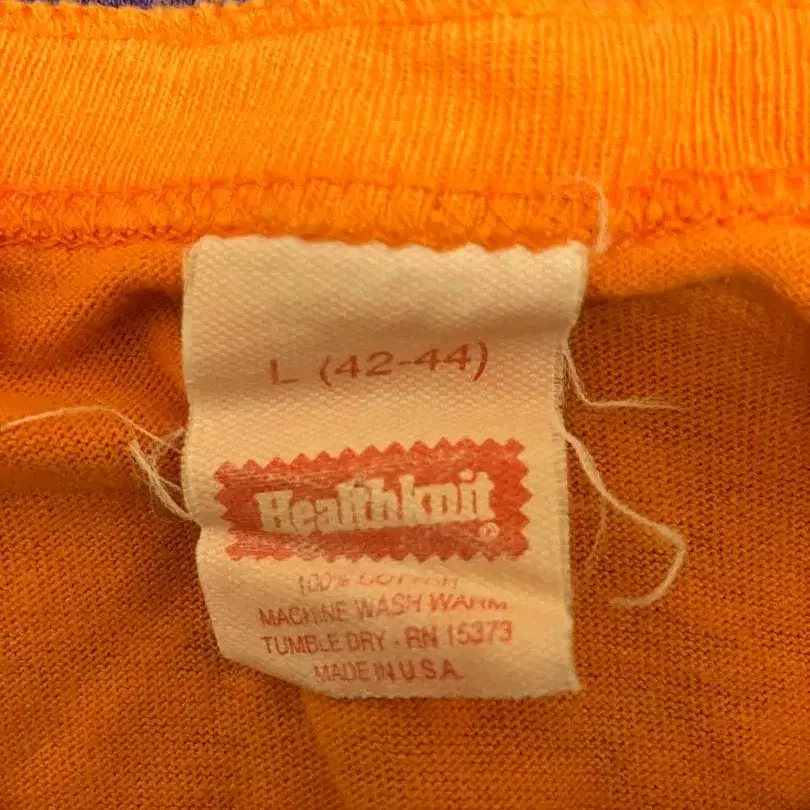 L (42-44)
Healthknit®
100% COTTON
MACHINE WASH WARM
TUMBLE DRY - RN 15373
MADE IN U.S.A.